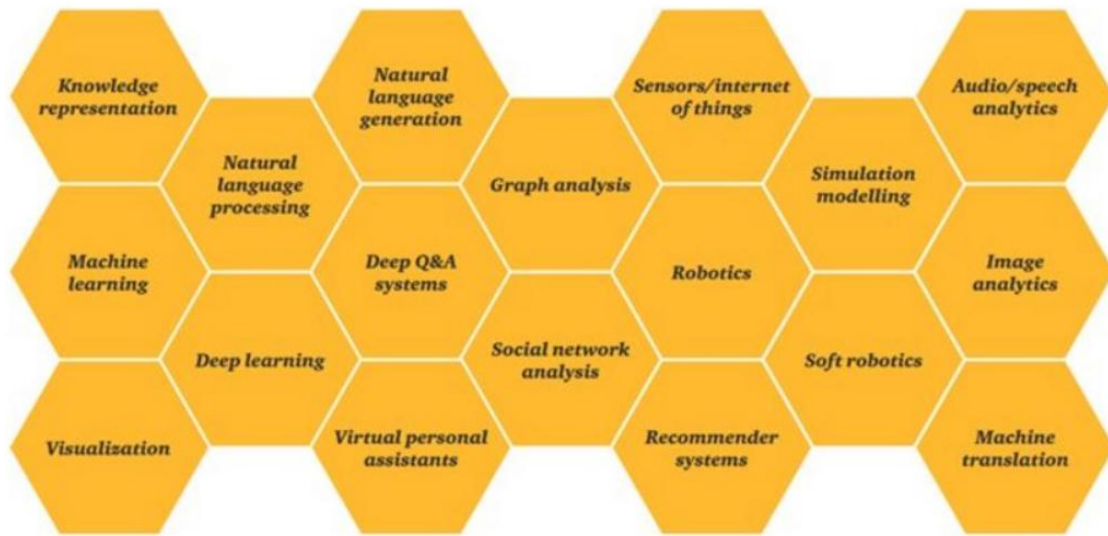 Knowledge
representation
Natural
language
generation
Sensors/internet
of things
Audio/speech
analytics
Natural
language
processing
Graph analysis
Simulation
modelling
Machine
learning
Deep Q&A
systems
Robotics
Image
analytics
Deep learning
Social network
analysis
Soft robotics
Visualization
Virtual personal
assistants
Recommender
systems
Machine
translation